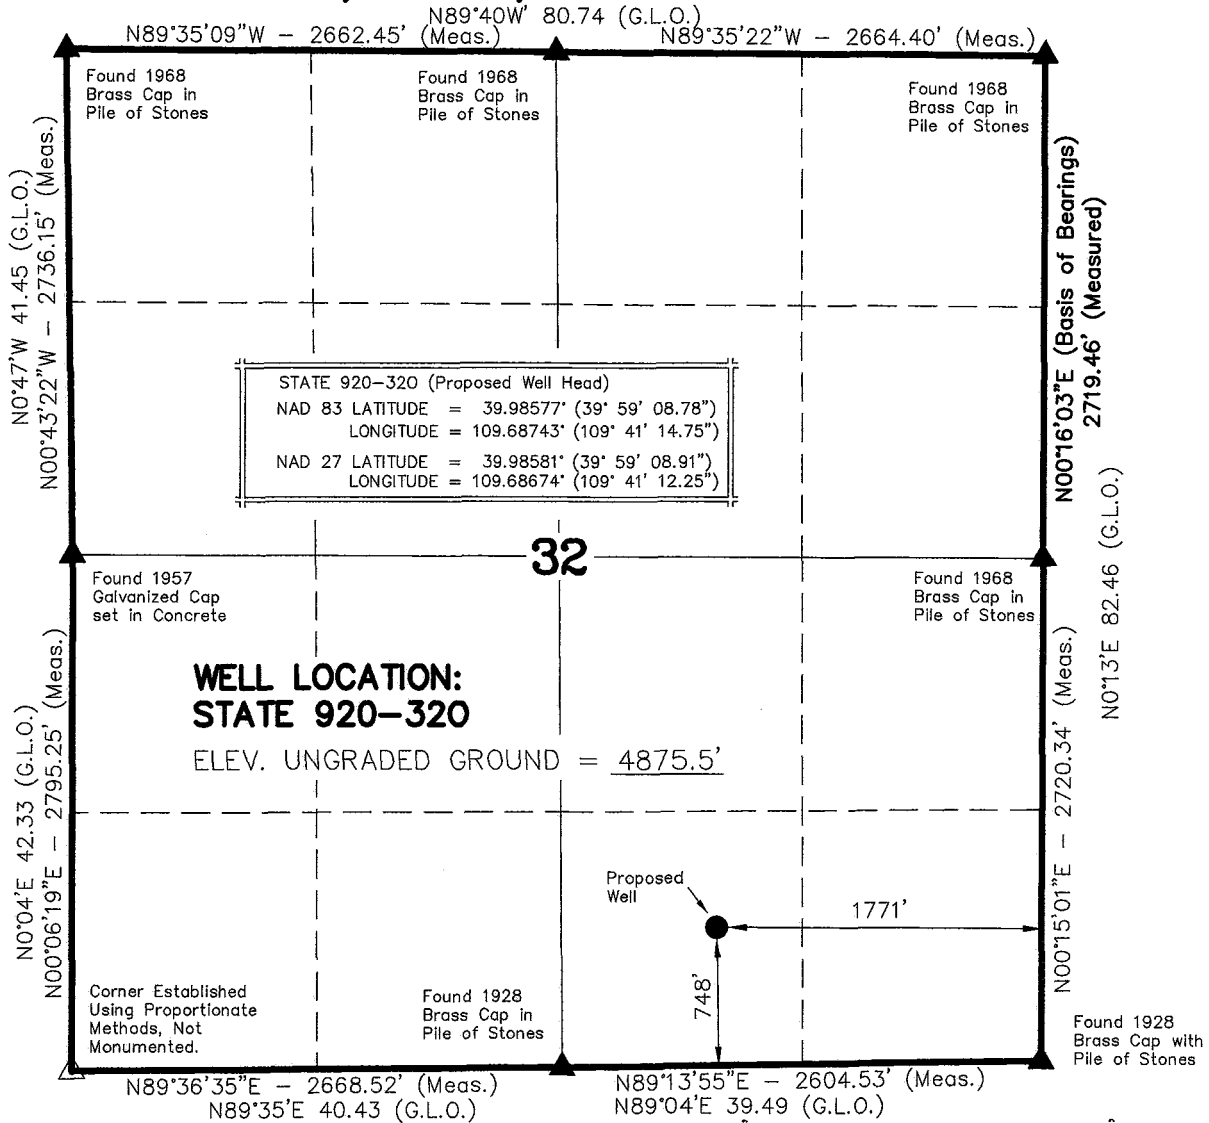 N89°40W' 80.74 (G.L.O.)
N89°35'09"W - 2662.45' (Meas.)
N89°35'22"W - 2664.40' (Meas.)
Found 1968
Brass Cap in
Pile of Stones
Found 1968
Brass Cap in
Pile of Stones
Found 1968
Brass Cap in
Pile of Stones
N0°47'W 41.45 (G.L.O.)
N00°43'22"W - 2736.15' (Meas.)
N00°16'03"E (Basis of Bearings)
2719.46' (Measured)
N0°13'E 82.46 (G.L.O.)
STATE 920-32O (Proposed Well Head)
NAD 83 LATITUDE = 39.98577° (39° 59' 08.78")
LONGITUDE = 109.68743° (109° 41' 14.75")
NAD 27 LATITUDE = 39.98581° (39° 59' 08.91")
LONGITUDE = 109.68674° (109° 41' 12.25")
32
Found 1957
Galvanized Cap
set in Concrete
Found 1968
Brass Cap in
Pile of Stones
WELL LOCATION:
STATE 920-32O
ELEV. UNGRADED GROUND = 4875.5'
N0°04'E 42.33 (G.L.O.)
N00°06'19"E - 2795.25' (Meas.)
N00°15'01"E - 2720.34' (Meas.)
Proposed
Well
1771'
748'
Corner Established
Using Proportionate
Methods, Not
Monumented.
Found 1928
Brass Cap in
Pile of Stones
Found 1928
Brass Cap with
Pile of Stones
N89°36'35"E - 2668.52' (Meas.)
N89°35'E 40.43 (G.L.O.)
N89°13'55"E - 2604.53' (Meas.)
N89°04'E 39.49 (G.L.O.)